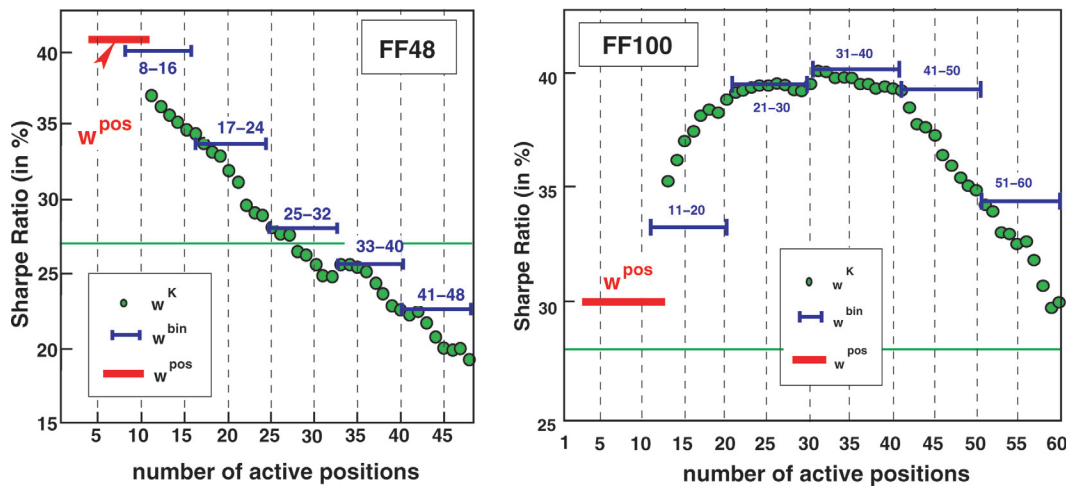 FF48
40
35
30
25
20
15
Sharpe Ratio (in %)
w pos
8–16
17–24
25–32
33–40
41–48
w K
w bin
w pos
5 10 15 20 25 30 35 40 45
number of active positions
FF100
40
35
30
25
Sharpe Ratio (in %)
w pos
11–20
21–30
31–40
41–50
51–60
w K
w bin
w pos
1 5 10 15 20 25 30 35 40 45 50 55 60
number of active positions